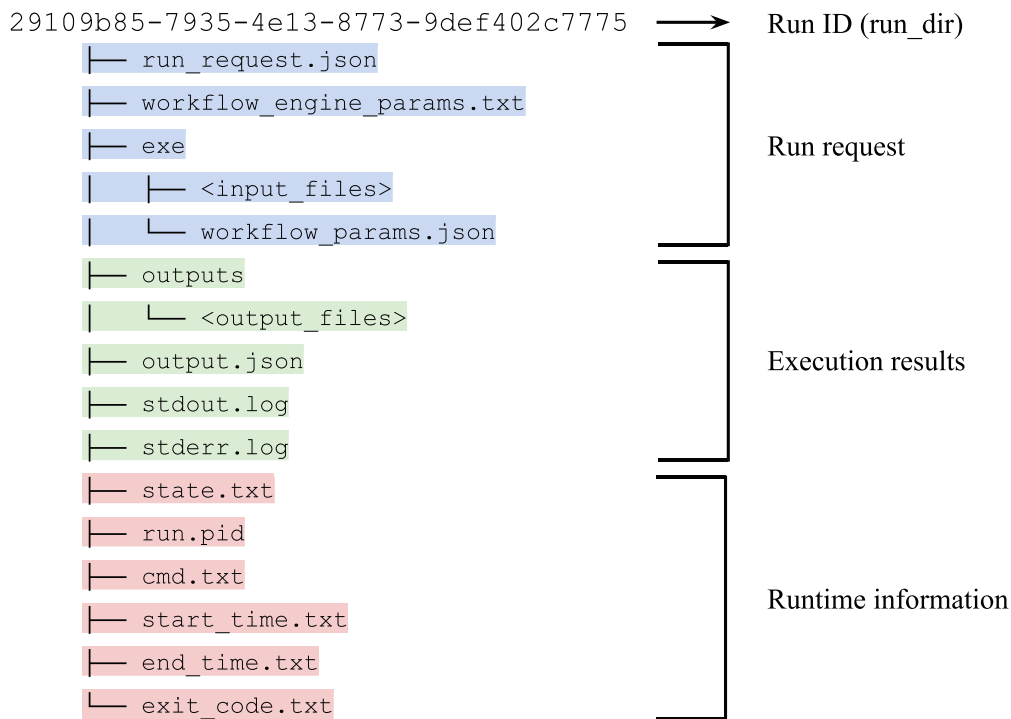 29109b85-7935-4e13-8773-9def402c7775 Run ID (run_dir)
├── run_request.json
├── workflow_engine_params.txt
├── exe
Run request
│   ├── <input_files>
│   └── workflow_params.json
├── outputs
│   └── <output_files>
├── output.json
Execution results
├── stdout.log
├── stderr.log
├── state.txt
├── run.pid
├── cmd.txt
Runtime information
├── start_time.txt
├── end_time.txt
└── exit_code.txt